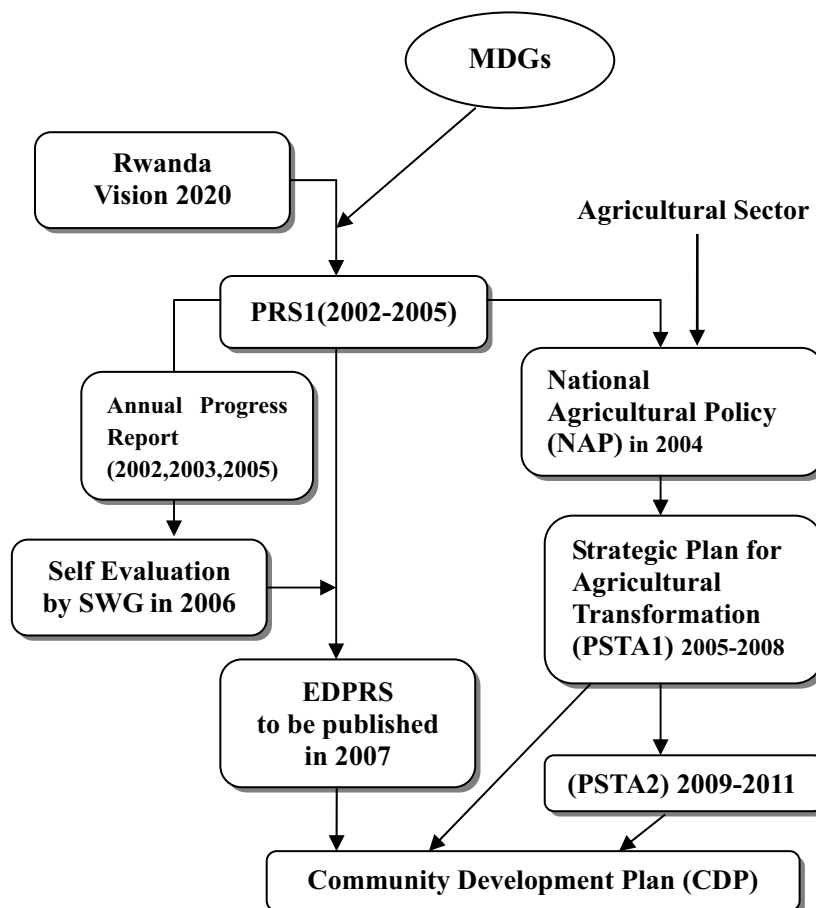 MDGs
Rwanda
Vision 2020
Agricultural Sector
PRS1(2002-2005)
Annual Progress
Report
(2002,2003,2005)
National
Agricultural Policy
(NAP) in 2004
Self Evaluation
by SWG in 2006
Strategic Plan for
Agricultural
Transformation
(PSTA1) 2005-2008
EDPRS
to be published
in 2007
(PSTA2) 2009-2011
Community Development Plan (CDP)